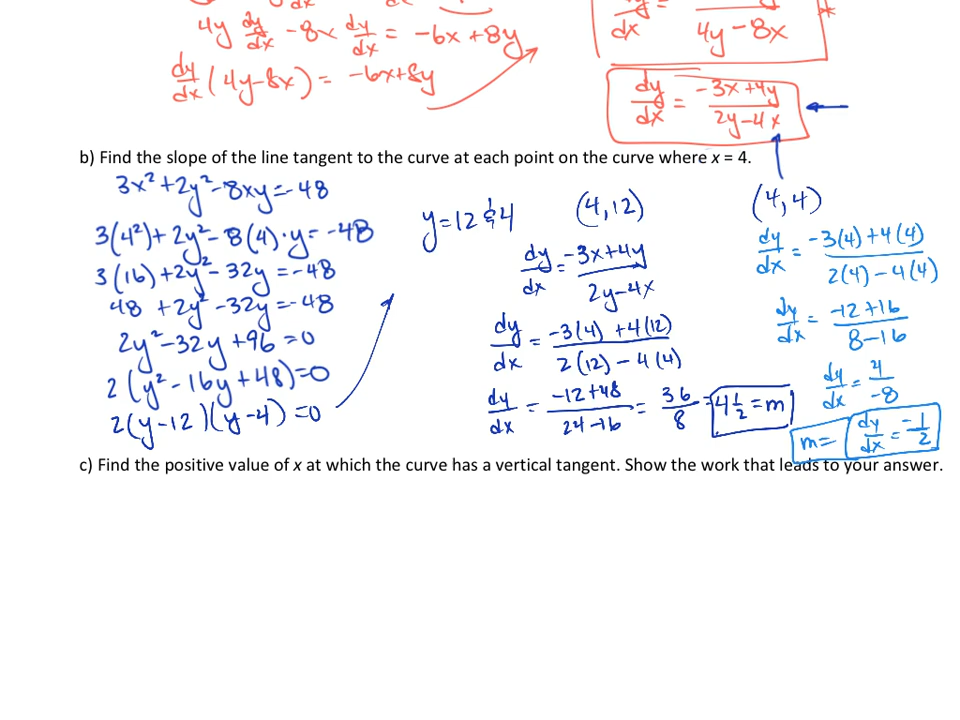 4y dy/dx - 8x dy/dx = -6x + 8y
dy/dx (4y-8x) = -6x+8y
dx
4y-8x
dy/dx = -3x+4y / 2y-4x
b) Find the slope of the line tangent to the curve at each point on the curve where x = 4.
3x²+2y²-8xy=-48
3(4²)+2y²-8(4)·y=-48
3(16)+2y²-32y=-48
48+2y²-32y=-48
2y²-32y+96=0
2(y²-16y+48)=0
2(y-12)(y-4)=0
y=12 & 4
(4,12)
dy/dx = -3x+4y / 2y-4x
dy/dx = -3(4)+4(12) / 2(12)-4(4)
dy/dx = -12+48 / 24-16 = 36/8 = 4 1/2 = m
(4,4)
dy/dx = -3(4)+4(4) / 2(4)-4(4)
dy/dx = -12+16 / 8-16
dy/dx = 4/-8
m= dy/dx = -1/2
c) Find the positive value of x at which the curve has a vertical tangent. Show the work that leads to your answer.